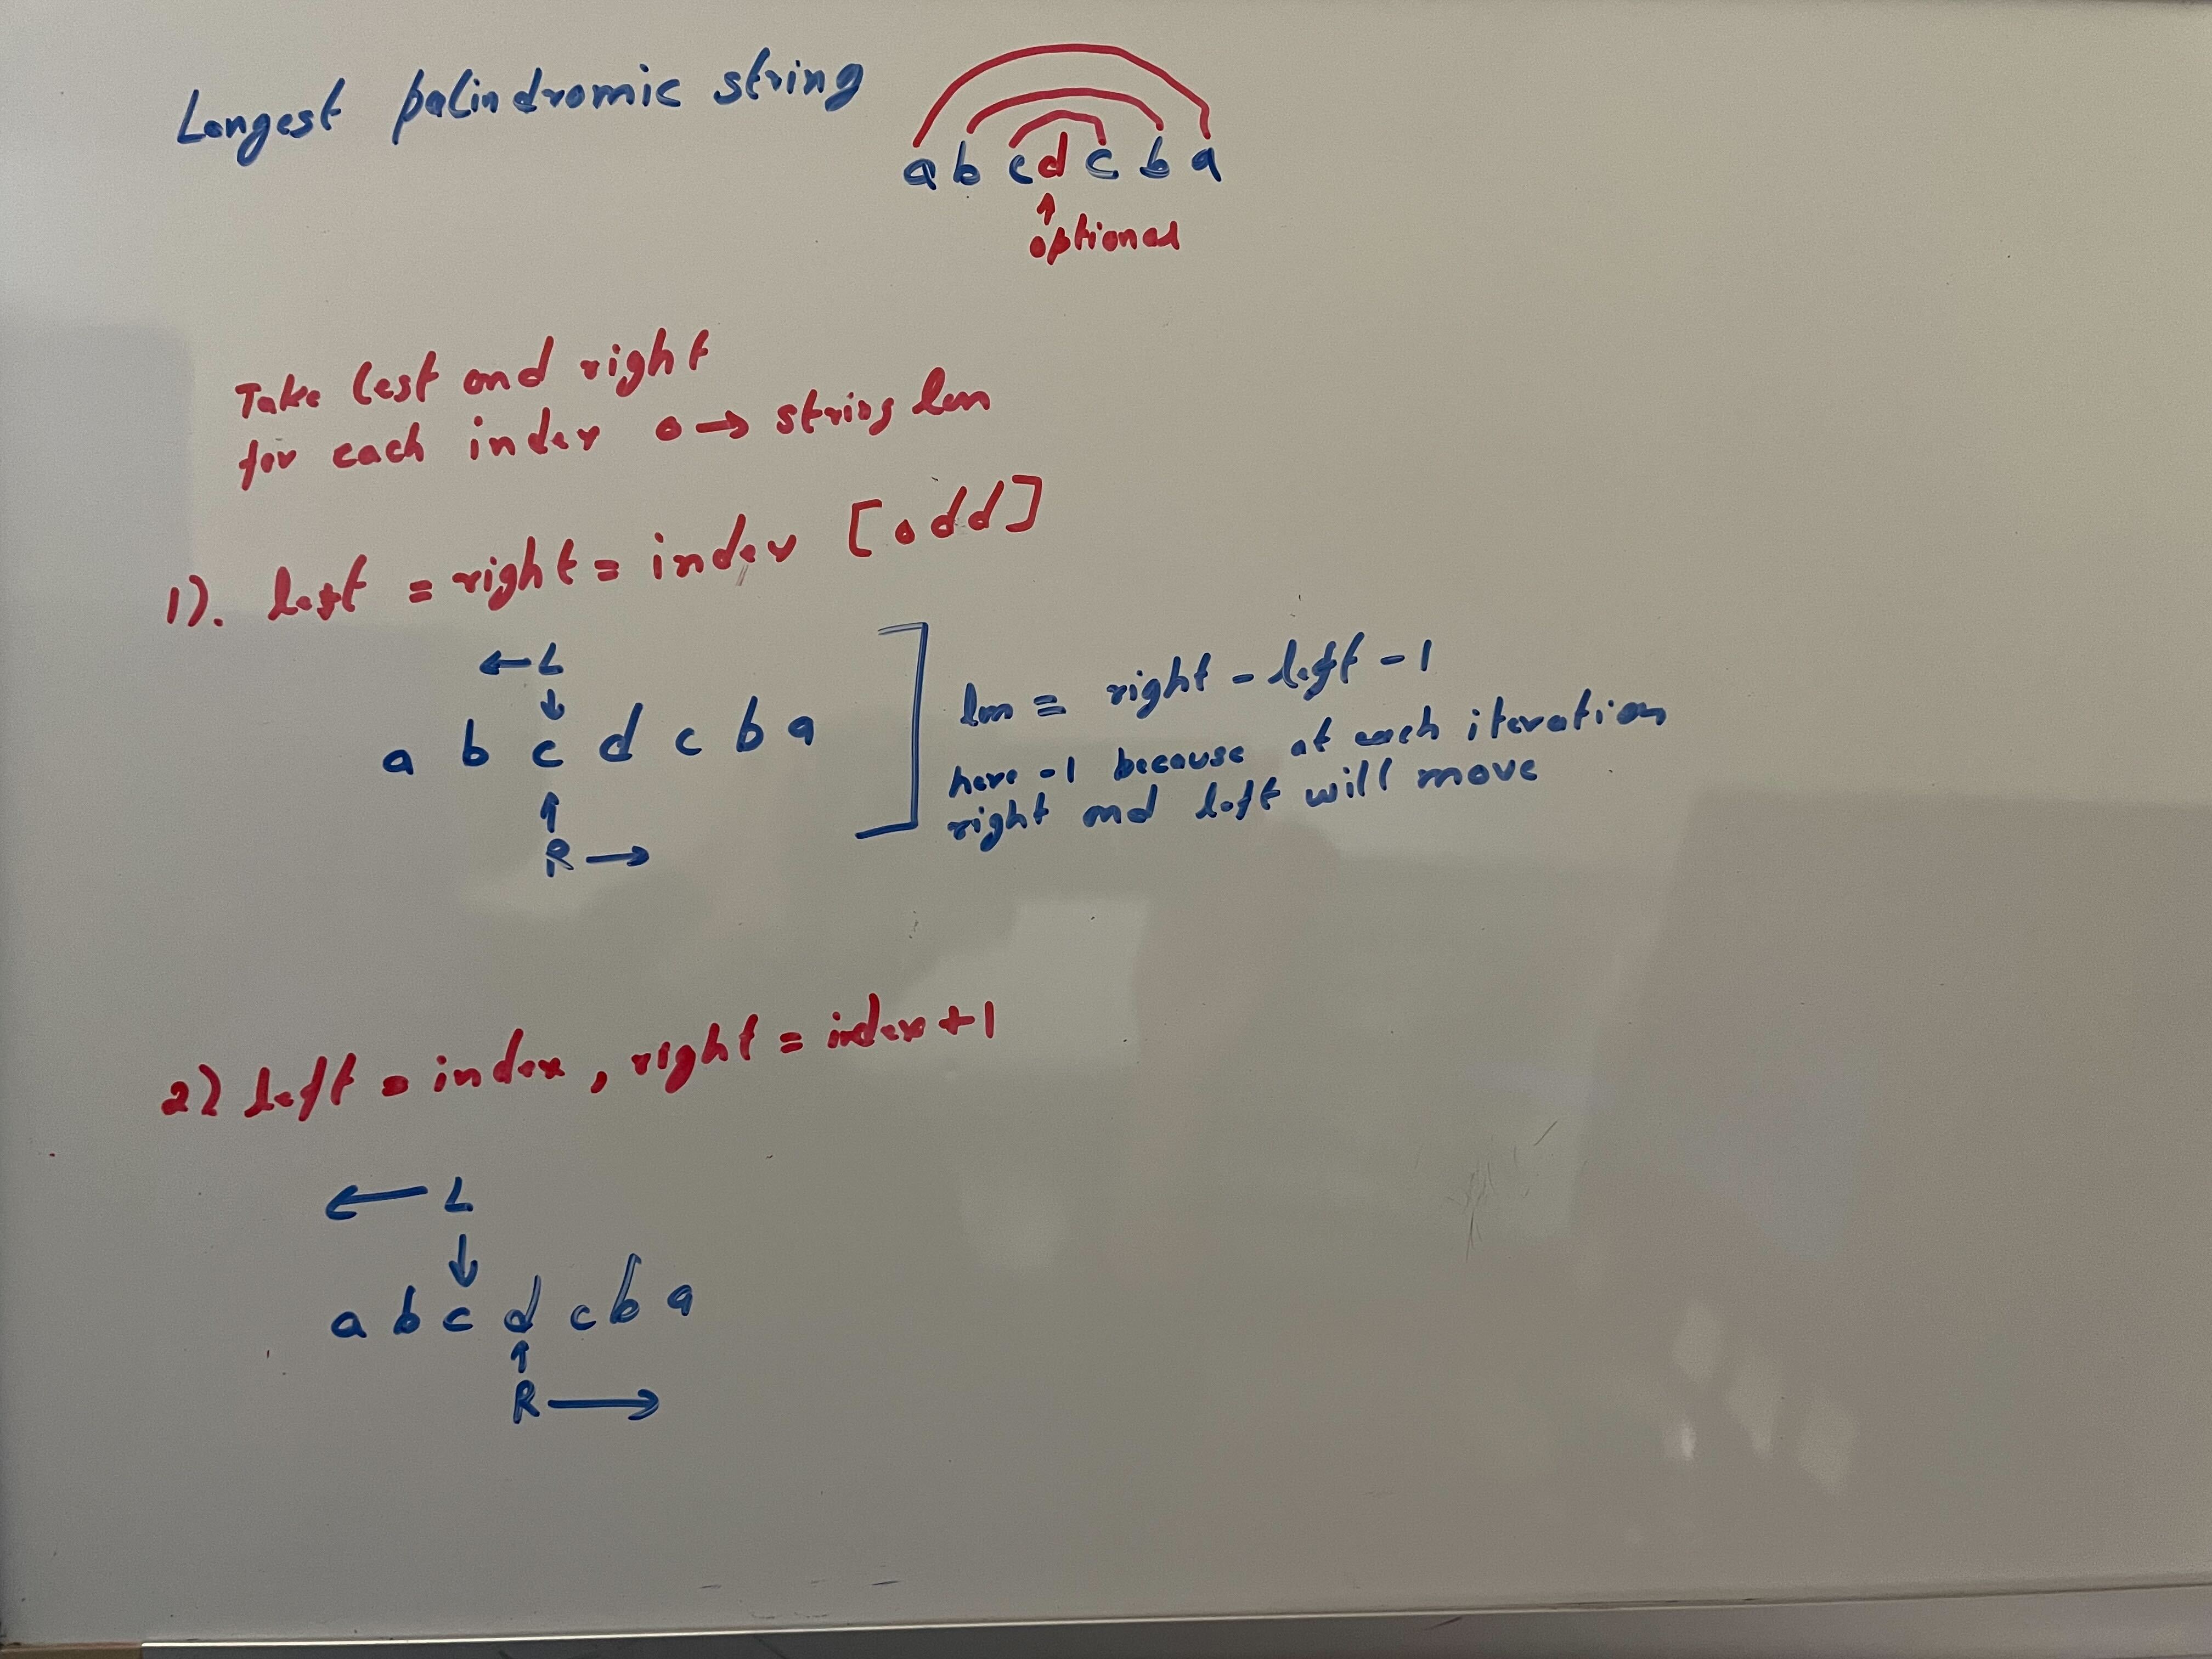 Longest palindromic string
a b c d c b a
↑
optional
Take left and right
for each index 0 → string len
1). left = right = index [odd]
← L
↓
a b c d c b a
↑
R →
len = right - left - 1
here -1 because at each iteration
right and left will move
2) left = index, right = index + 1
← L
↓
a b c d c b a
↑
R →